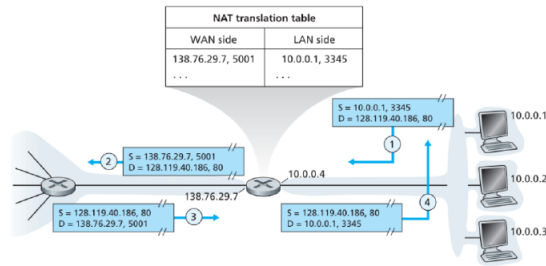 NAT translation table
WAN side LAN side
138.76.29.7, 5001 10.0.0.1, 3345
. . . . . .
S = 10.0.0.1, 3345
D = 128.119.40.186, 80
1
10.0.0.1
S = 138.76.29.7, 5001
D = 128.119.40.186, 80
2
10.0.0.4
10.0.0.2
138.76.29.7
S = 128.119.40.186, 80
D = 138.76.29.7, 5001
3
S = 128.119.40.186, 80
D = 10.0.0.1, 3345
4
10.0.0.3